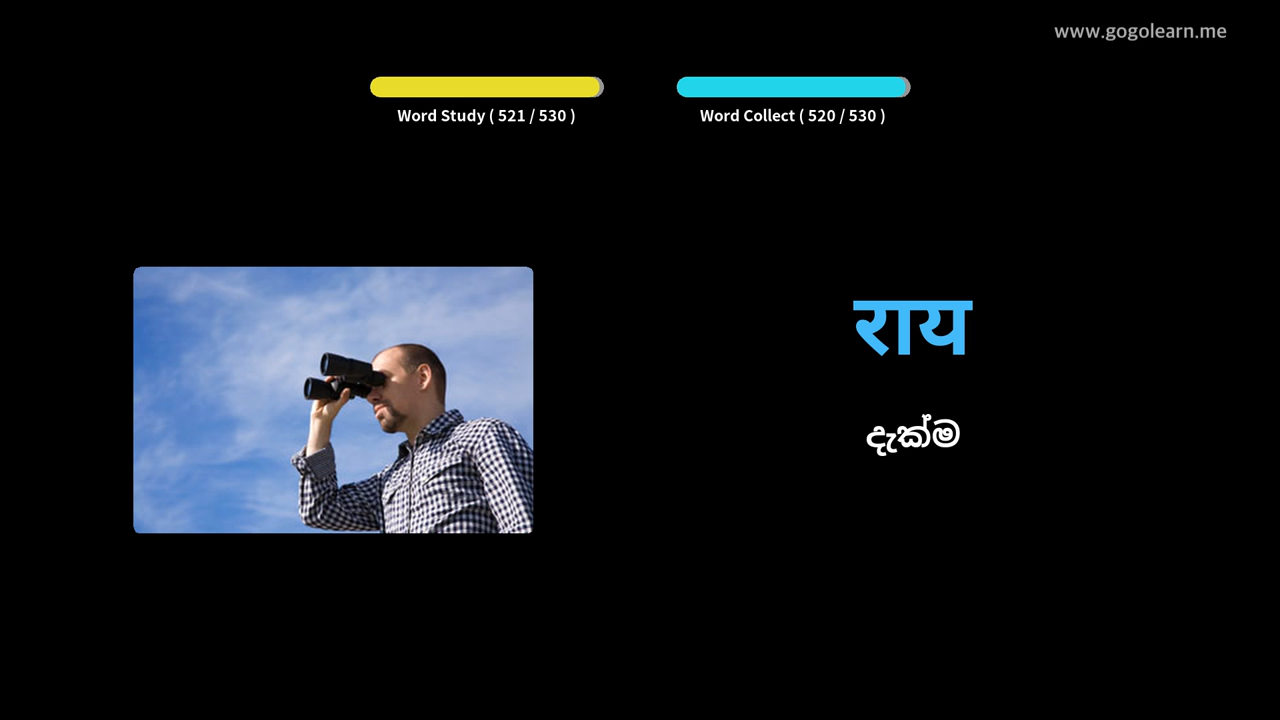 www.gogolearn.me
Word Study ( 521 / 530 )
Word Collect ( 520 / 530 )
राय
දැක්ම